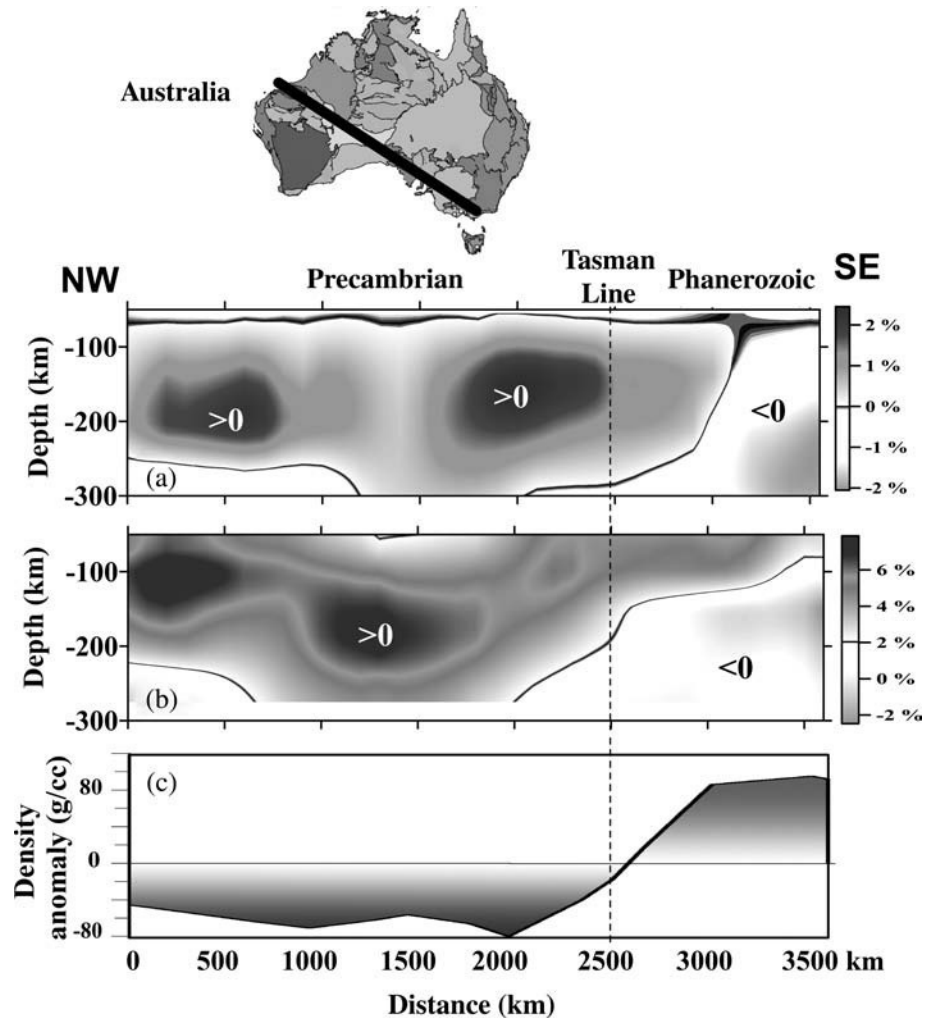 Australia
NW
Precambrian
Tasman
Line
Phanerozoic
SE
Depth (km)
-100
-200
-300
(a)
>0
>0
<0
2 %
1 %
0 %
-1 %
-2 %
Depth (km)
-100
-200
-300
(b)
>0
<0
6 %
4 %
2 %
0 %
-2 %
Density
anomaly (g/cc)
80
0
-80
(c)
0 500 1000 1500 2000 2500 3000 3500 km
Distance (km)